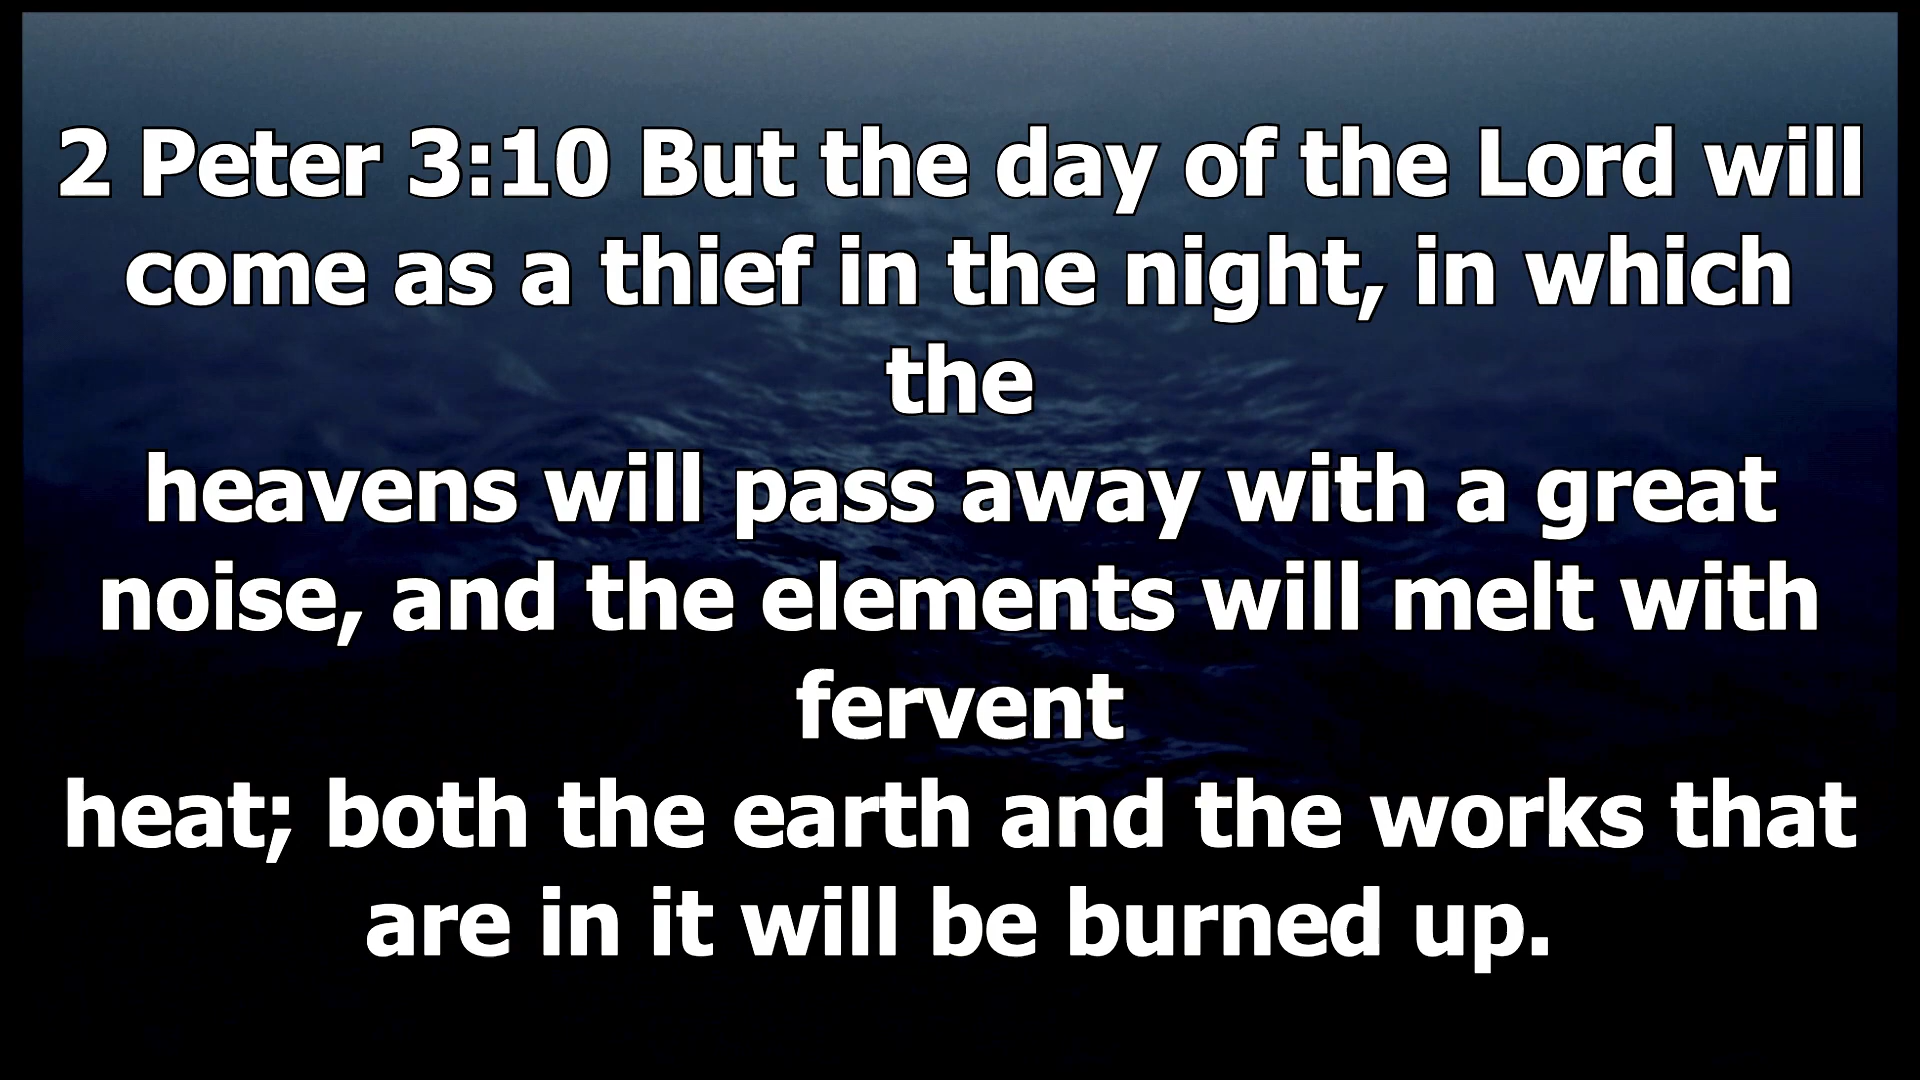 2 Peter 3:10 But the day of the Lord will
come as a thief in the night, in which
the
heavens will pass away with a great
noise, and the elements will melt with
fervent
heat; both the earth and the works that
are in it will be burned up.